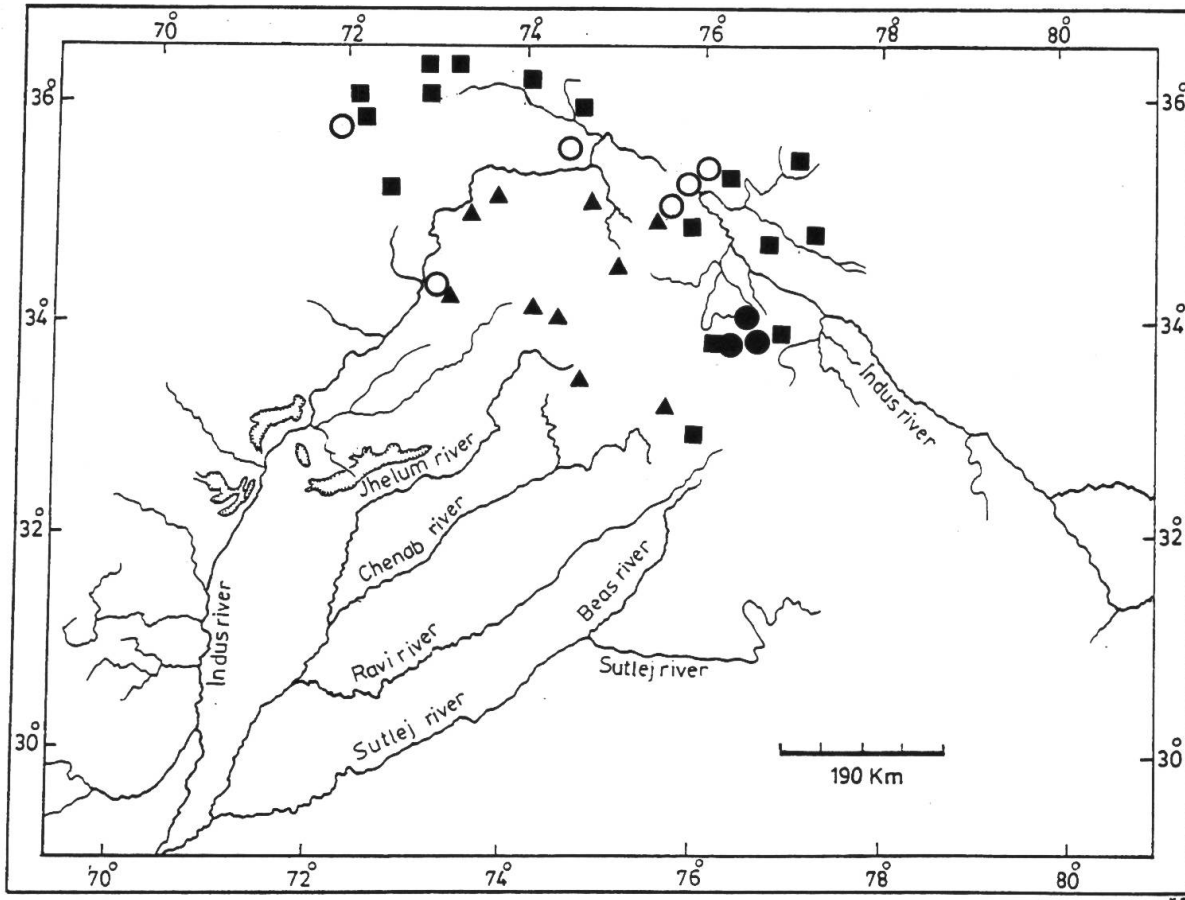 70° 72° 74° 76° 78° 80°
36° 36°
34° 34°
Indus river
Jhelum river
32° 32°
Chenab river
Beas river
Indus river
Ravi river
Sutlej river
Sutlej river
30° 30°
190 Km
70° 72° 74° 76° 78° 80°